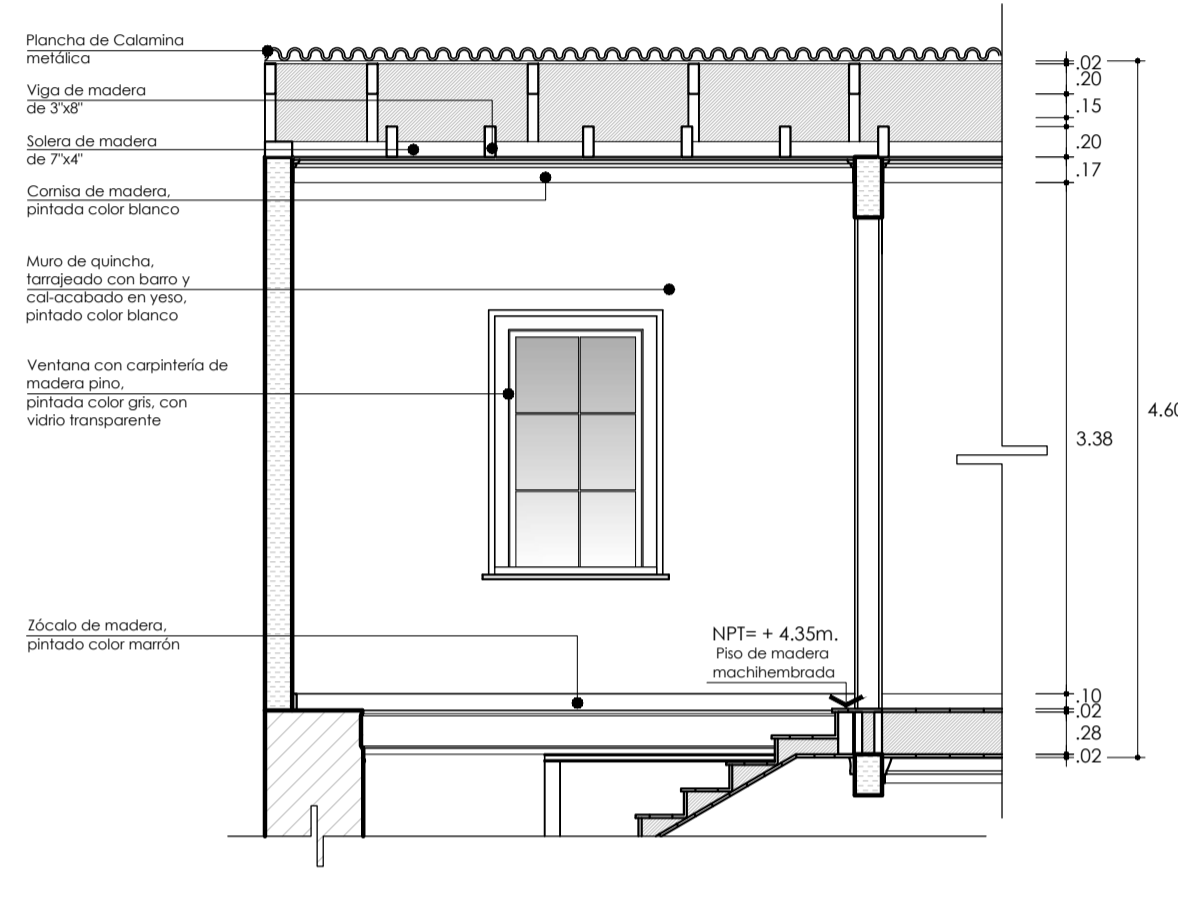 Plancha de Calamina
metálica
Viga de madera
de 3"x8"
Solera de madera
de 7"x4"
Cornisa de madera,
pintada color blanco
Muro de quincha,
tarrajeado con barro y
cal-acabado en yeso,
pintado color blanco
Ventana con carpintería de
madera pino,
pintada color gris, con
vidrio transparente
Zócalo de madera,
pintado color marrón
NPT= + 4.35m.
Piso de madera
machihembrada
.02
.20
.15
.20
.17
3.38
4.60
.10
.02
.28
.02